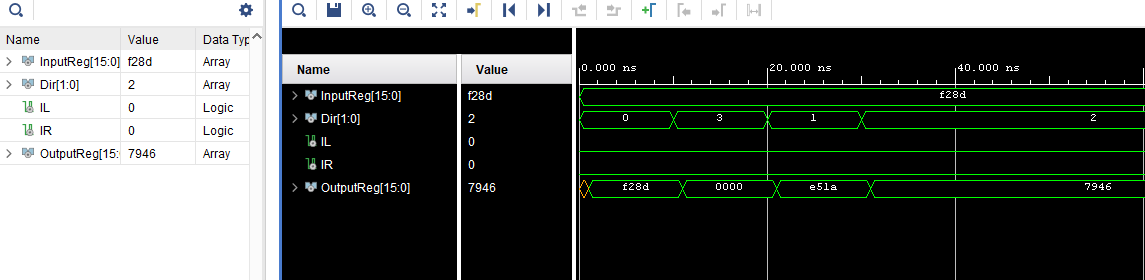 Name Value Data Typ
InputReg[15:0] f28d Array
Dir[1:0] 2 Array
IL 0 Logic
IR 0 Logic
OutputReg[15: 7946 Array
Name Value
InputReg[15:0] f28d
Dir[1:0] 2
IL 0
IR 0
OutputReg[15:0] 7946
0.000 ns 20.000 ns 40.000 ns
f28d
0 3 1 2
f28d 0000 e51a 7946